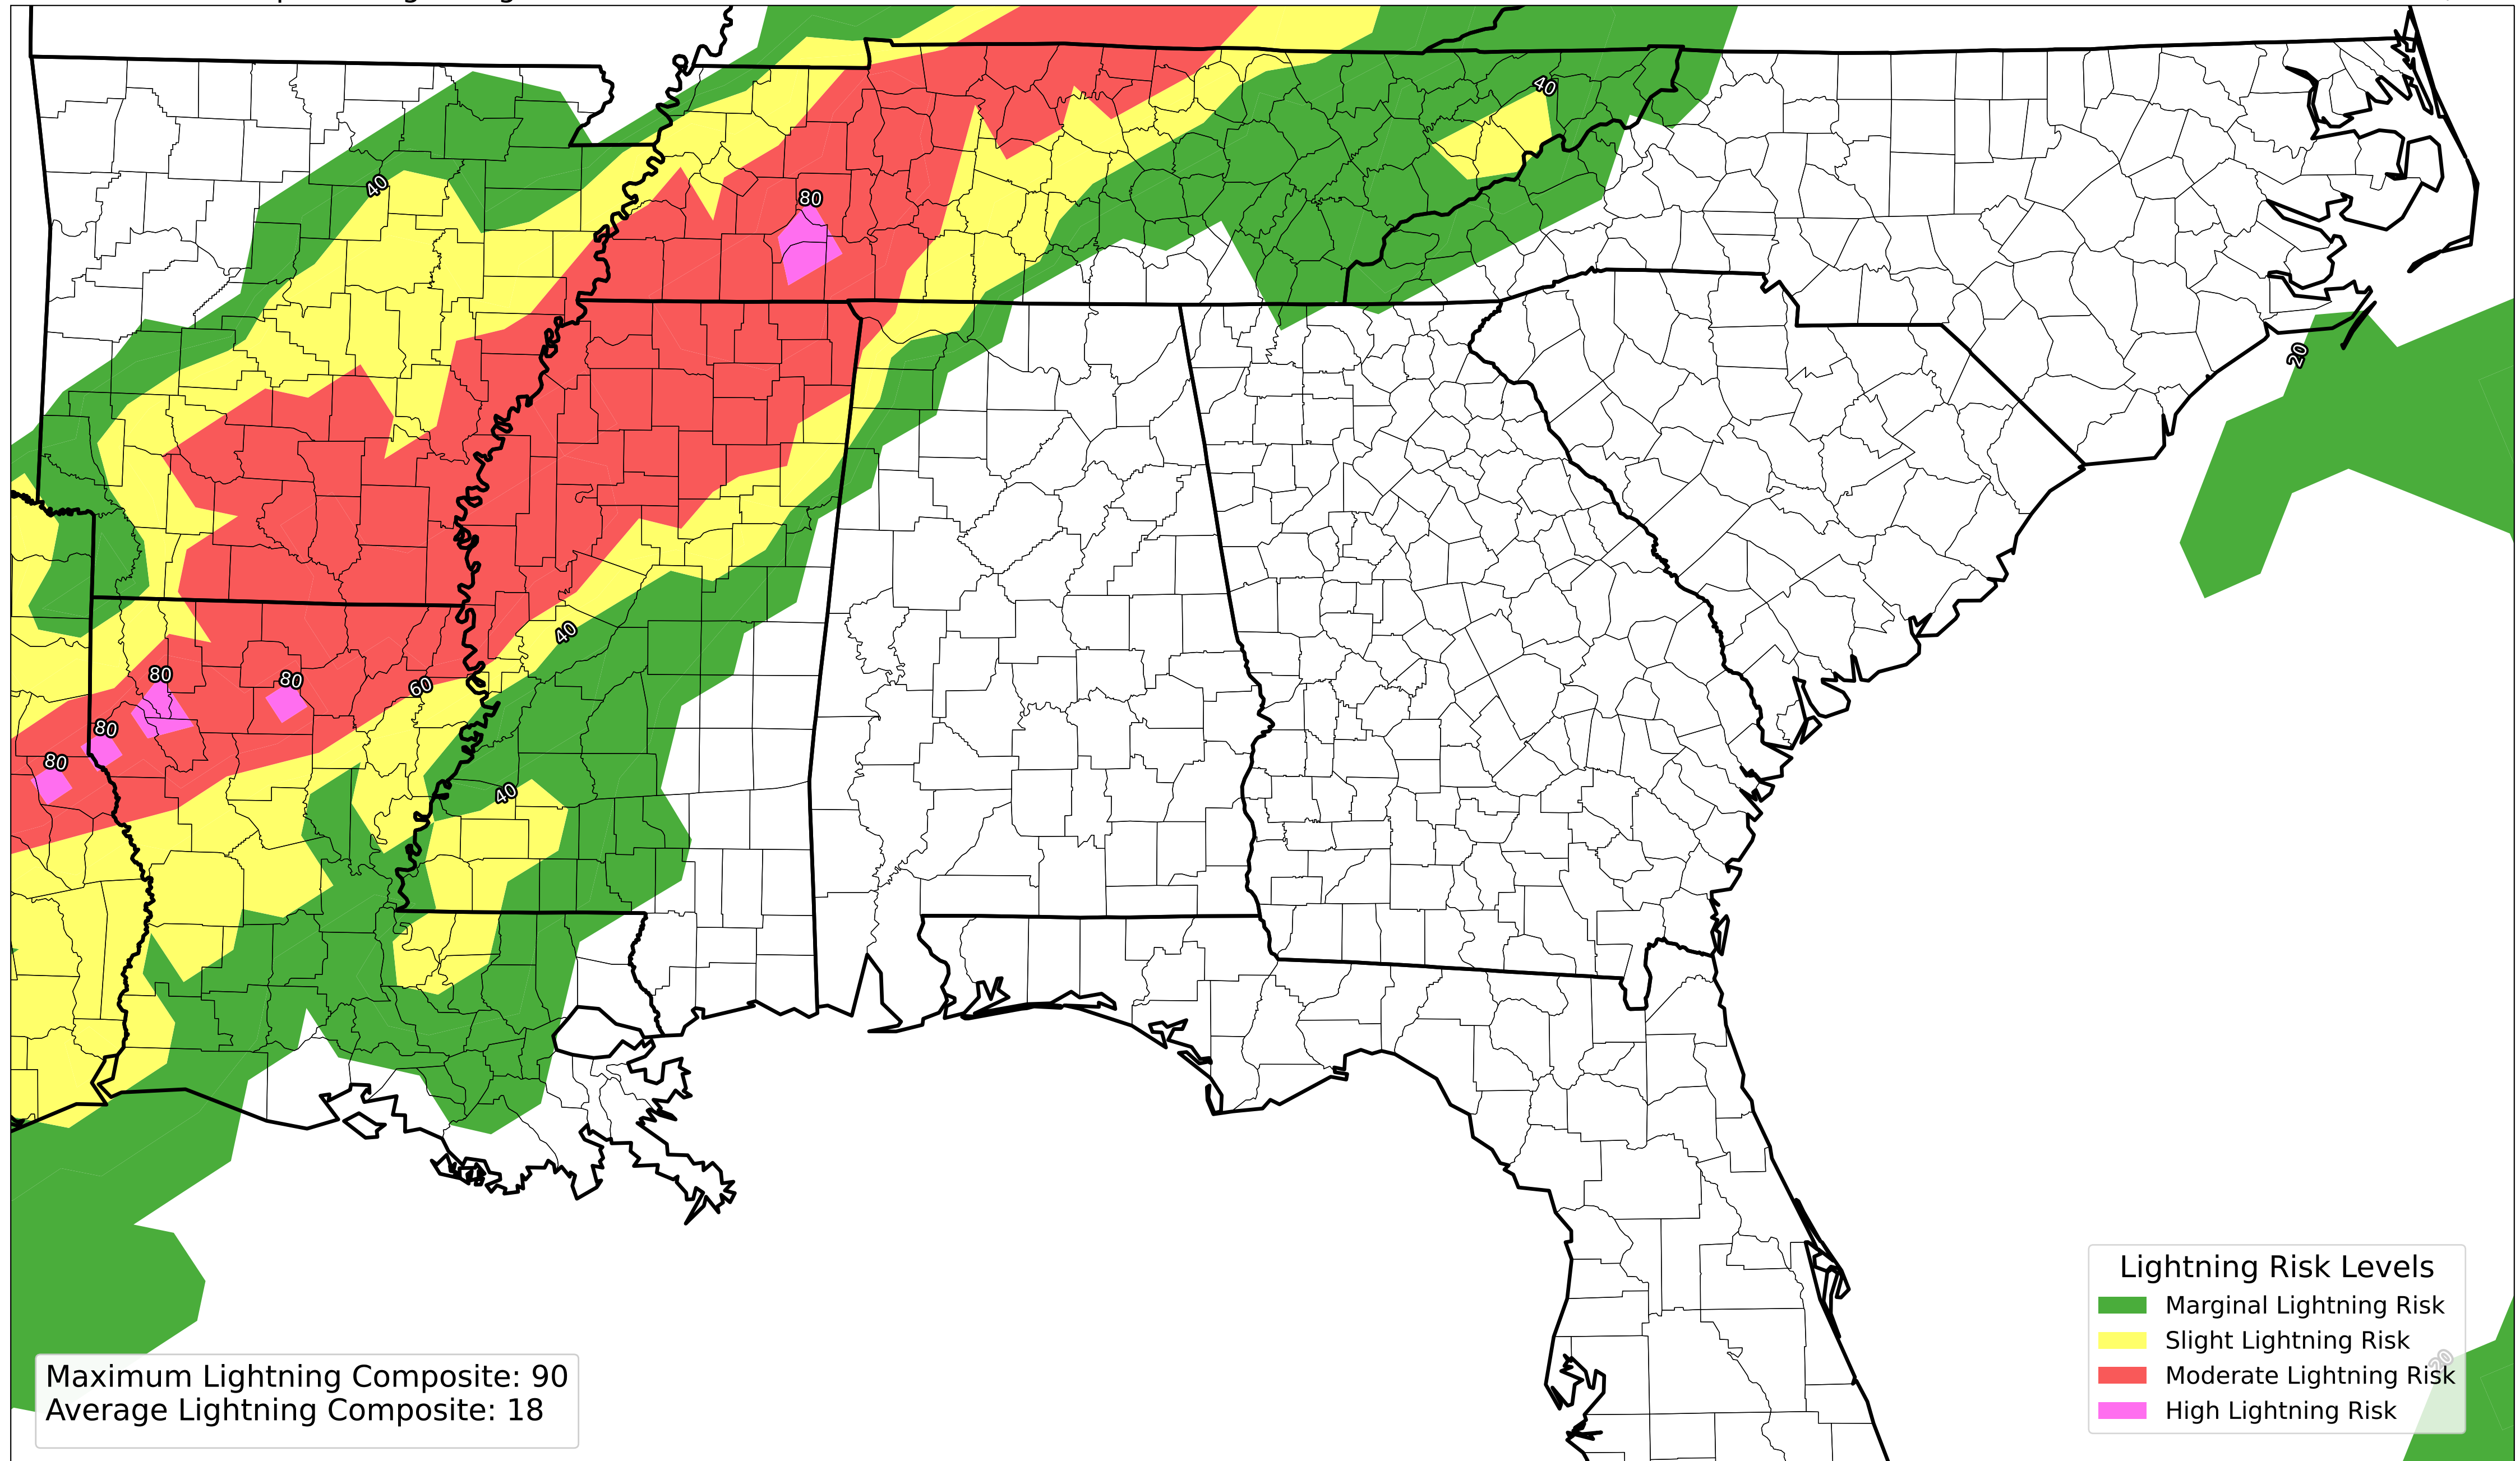 40
40
80
20
40
80
80
60
80
80
40
Lightning Risk Levels
Marginal Lightning Risk
Slight Lightning Risk
Moderate Lightning Risk
High Lightning Risk
20
Maximum Lightning Composite: 90
Average Lightning Composite: 18